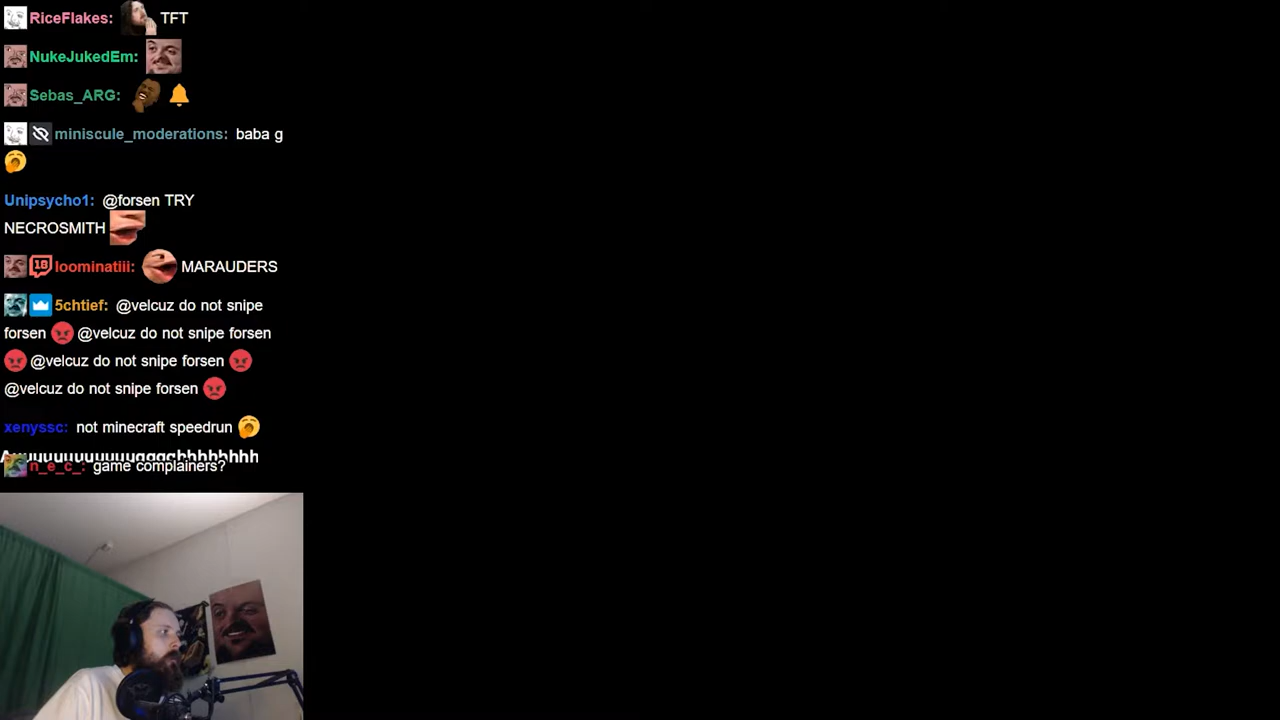 RiceFlakes: TFT
NukeJukedEm:
Sebas_ARG:
miniscule_moderations: baba g
Unipsycho1: @forsen TRY
NECROSMITH
18 loominatiii: MARAUDERS
5chtief: @velcuz do not snipe
forsen @velcuz do not snipe forsen
@velcuz do not snipe forsen
@velcuz do not snipe forsen
xenyssc: not minecraft speedrun
n_e_c_: game complainers?